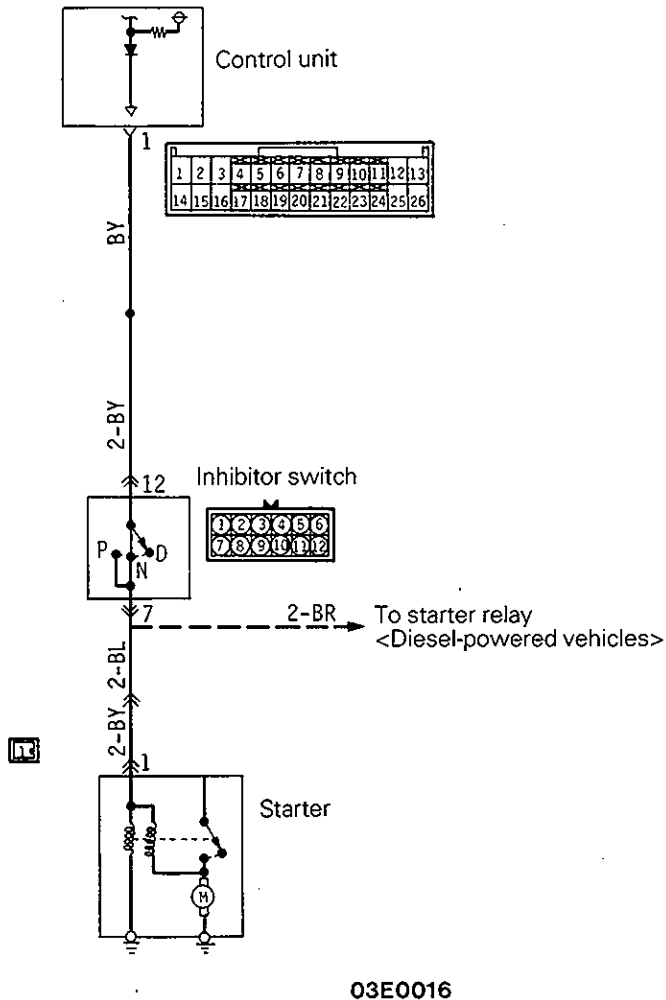 Control unit
1
1 2 3 4 5 6 7 8 9 10 11 12 13
14 15 16 17 18 19 20 21 22 23 24 25 26
BY
2-BY
12
Inhibitor switch
1 2 3 4 5 6
7 8 9 10 11 12
P
N
D
7
2-BR
To starter relay
<Diesel-powered vehicles>
2-BL
2-BY
1
1
Starter
M
03E0016